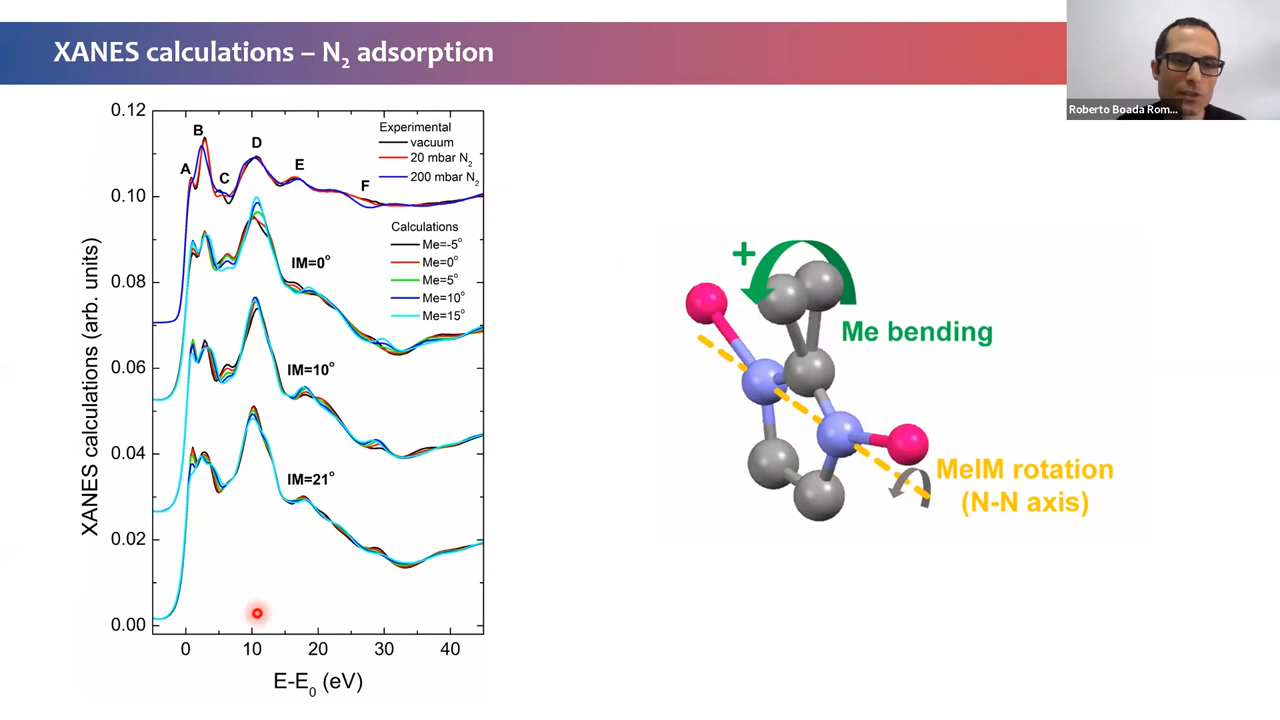 XANES calculations – N₂ adsorption
Roberto Boada Rom...
XANES calculations (arb. units)
0.12
0.10
0.08
0.06
0.04
0.02
0.00
A
B
C
D
E
F
Experimental
vacuum
20 mbar N₂
200 mbar N₂
Calculations
Me=-5°
Me=0°
Me=5°
Me=10°
Me=15°
IM=0°
IM=10°
IM=21°
0 10 20 30 40
E-E₀ (eV)
+
Me bending
MeIM rotation
(N-N axis)